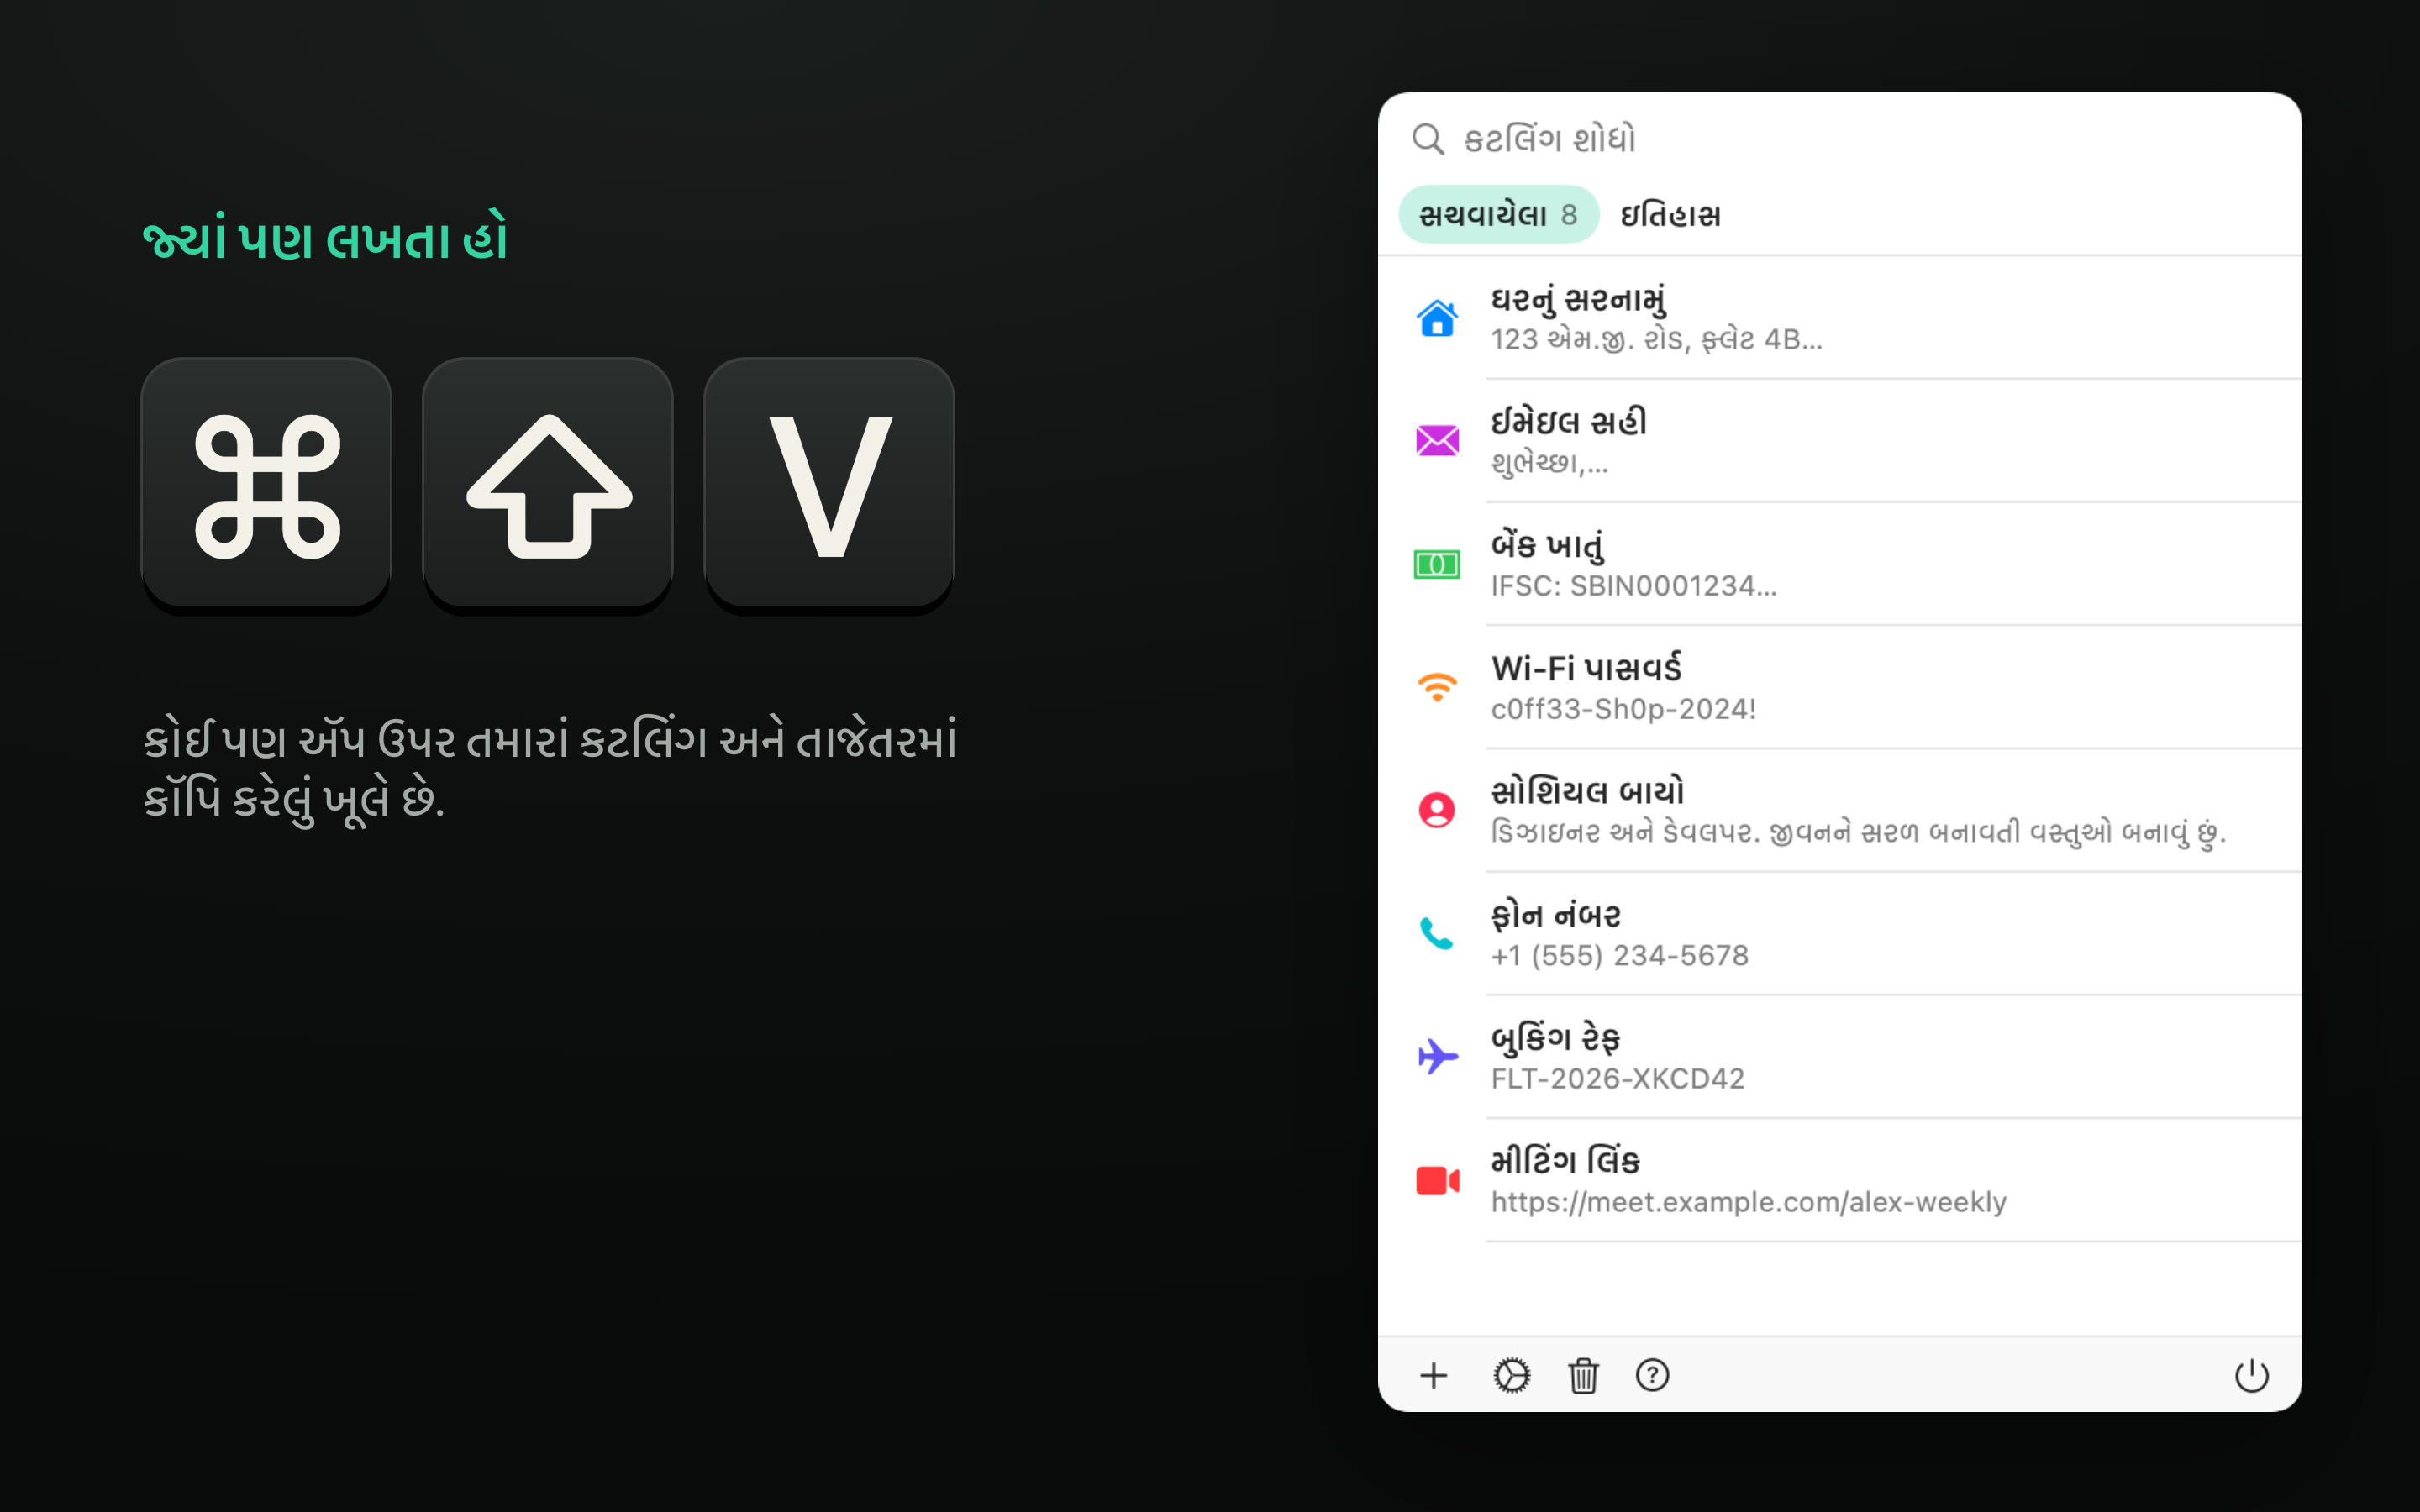 જ્યાં પણ લખતા હો
⌘ ⇧ V
કોઈ પણ ઍપ ઉપર તમારાં કટલિંગ અને તાજેતરમાં
કૉપિ કરેલું ખૂલે છે.
કટલિંગ શોધો
સચવાયેલા 8 ઇતિહાસ
ઘરનું સરનામું
123 એમ.જી. રોડ, ફ્લેટ 4B...
ઈમેઇલ સહી
શુભેચ્છા,...
બેંક ખાતું
IFSC: SBIN0001234...
Wi-Fi પાસવર્ડ
c0ff33-Sh0p-2024!
સોશિયલ બાયો
ડિઝાઇનર અને ડેવલપર. જીવનને સરળ બનાવતી વસ્તુઓ બનાવું છું.
ફોન નંબર
+1 (555) 234-5678
બુકિંગ રેફ
FLT-2026-XKCD42
મીટિંગ લિંક
https://meet.example.com/alex-weekly